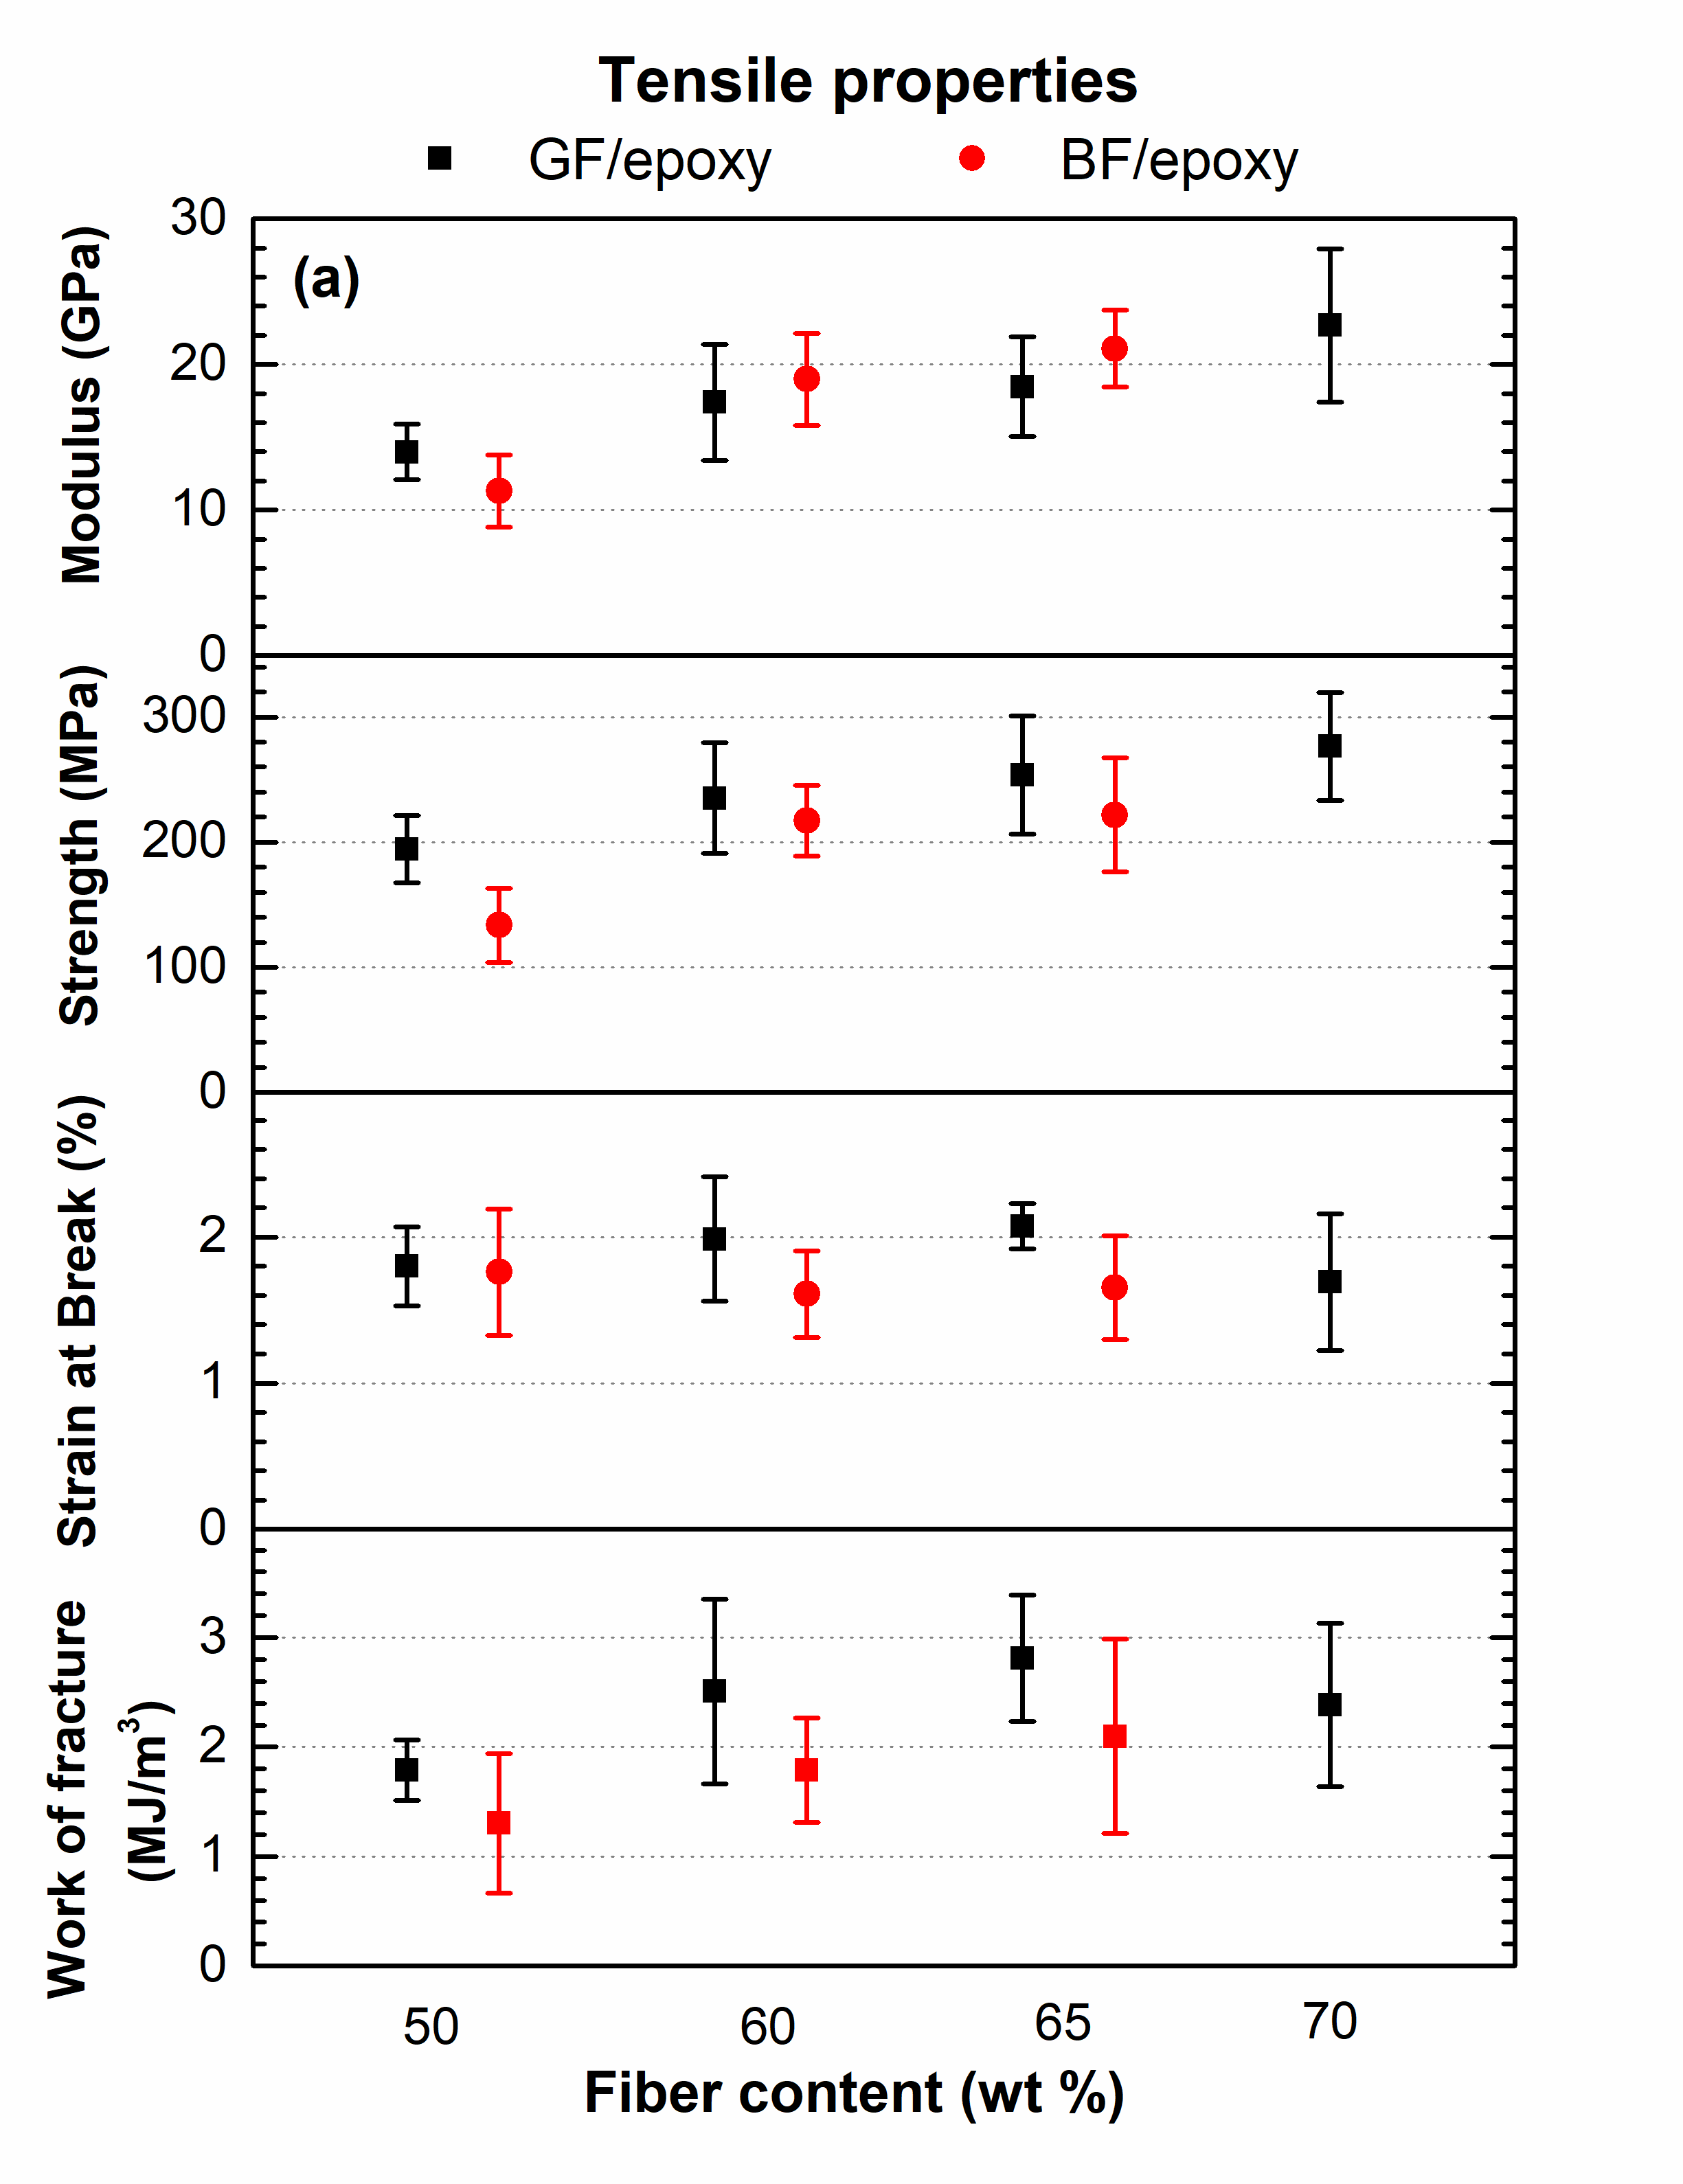 Tensile properties
GF/epoxy
BF/epoxy
(a)
Modulus (GPa)
30
20
10
0
Strength (MPa)
300
200
100
0
Strain at Break (%)
2
1
0
Work of fracture
(MJ/m³)
3
2
1
0
50
60
65
70
Fiber content (wt %)